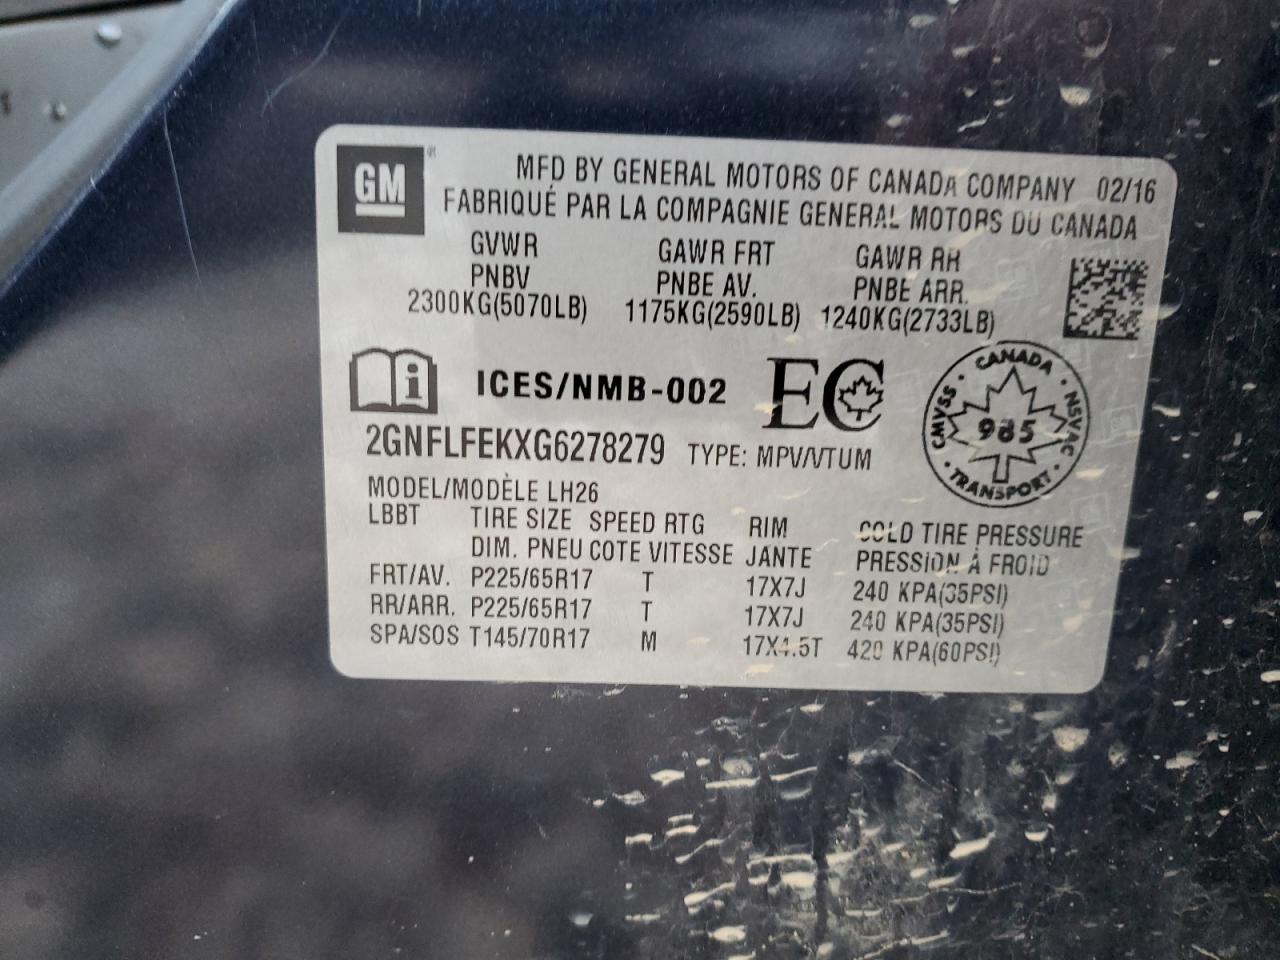 GM
MFD BY GENERAL MOTORS OF CANADA COMPANY 02/16
FABRIQUÉ PAR LA COMPAGNIE GENERAL MOTORS DU CANADA
GVWR GAWR FRT GAWR RR
PNBV PNBE AV. PNBE ARR.
2300KG(5070LB) 1175KG(2590LB) 1240KG(2733LB)
ICES/NMB-002 EC
CANADA
CMVSS 985 NSVAC
TRANSPORT
2GNFLFEKXG6278279 TYPE: MPV/VTUM
MODEL/MODÈLE LH26
LBBT TIRE SIZE SPEED RTG RIM COLD TIRE PRESSURE
DIM. PNEU COTE VITESSE JANTE PRESSION À FROID
FRT/AV. P225/65R17 T 17X7J 240 KPA(35PSI)
RR/ARR. P225/65R17 T 17X7J 240 KPA(35PSI)
SPA/SOS T145/70R17 M 17X4.5T 420 KPA(60PSI)